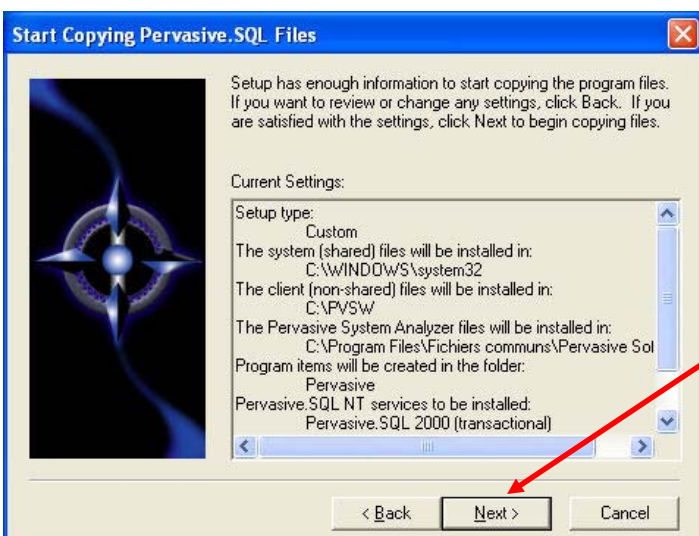 Start Copying Pervasive.SQL Files
Setup has enough information to start copying the program files.
If you want to review or change any settings, click Back. If you
are satisfied with the settings, click Next to begin copying files.
Current Settings:
Setup type:
Custom
The system (shared) files will be installed in:
C:\WINDOWS\system32
The client (non-shared) files will be installed in:
C:\PVSW
The Pervasive System Analyzer files will be installed in:
C:\Program Files\Fichiers communs\Pervasive Sol
Program items will be created in the folder:
Pervasive
Pervasive.SQL NT services to be installed:
Pervasive.SQL 2000 (transactional)
< Back Next > Cancel